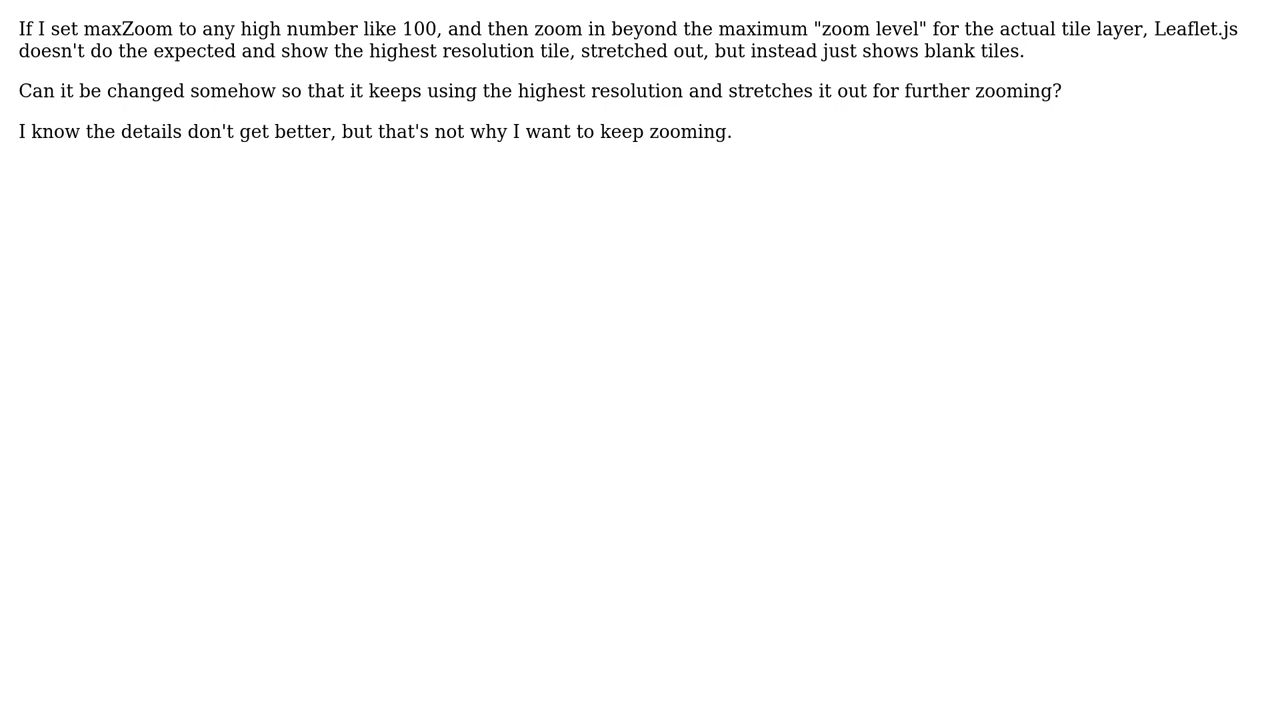 If I set maxZoom to any high number like 100, and then zoom in beyond the maximum "zoom level" for the actual tile layer, Leaflet.js
doesn't do the expected and show the highest resolution tile, stretched out, but instead just shows blank tiles.
Can it be changed somehow so that it keeps using the highest resolution and stretches it out for further zooming?
I know the details don't get better, but that's not why I want to keep zooming.